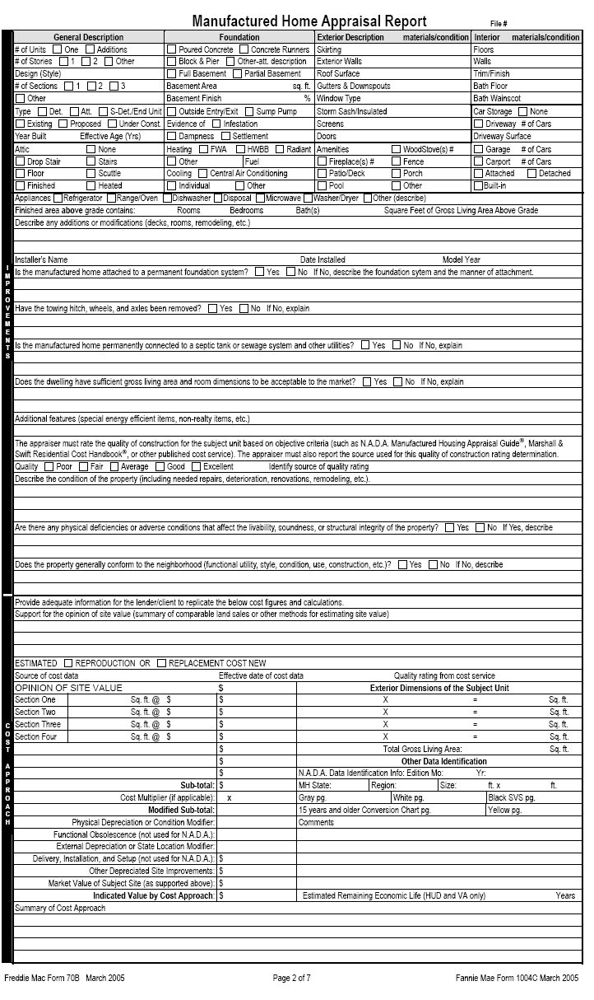 Manufactured Home Appraisal Report File #
General Description Foundation Exterior Description materials/condition Interior materials/condition
# of Units One Additions Poured Concrete Concrete Runners Skirting Floors
# of Stories 1 2 Other Block & Pier Other-att. description Exterior Walls Walls
Design (Style) Full Basement Partial Basement Roof Surface Trim/Finish
# of Sections 1 2 3 Basement Area sq. ft. Gutters & Downspouts Bath Floor
Other Basement Finish % Window Type Bath Wainscot
Type Det. Att. S-Det./End Unit Outside Entry/Exit Sump Pump Storm Sash/Insulated Car Storage None
Existing Proposed Under Const. Evidence of Infestation Screens Driveway # of Cars
Year Built Effective Age (Yrs) Dampness Settlement Doors Driveway Surface
Attic None Heating FWA HWBB Radiant Amenities WoodStove(s) # Garage # of Cars
Drop Stair Stairs Other Fuel Fireplace(s) # Fence Carport # of Cars
Floor Scuttle Cooling Central Air Conditioning Patio/Deck Porch Attached Detached
Finished Heated Individual Other Pool Other Built-in
Appliances Refrigerator Range/Oven Dishwasher Disposal Microwave Washer/Dryer Other (describe)
Finished area above grade contains: Rooms Bedrooms Bath(s) Square Feet of Gross Living Area Above Grade
Describe any additions or modifications (decks, rooms, remodeling, etc.)
Installer's Name Date Installed Model Year
Is the manufactured home attached to a permanent foundation system? Yes No If No, describe the foundation sytem and the manner of attachment.
Have the towing hitch, wheels, and axles been removed? Yes No If No, explain
IMPROVEMENTS
Is the manufactured home permanently connected to a septic tank or sewage system and other utilities? Yes No If No, explain
Does the dwelling have sufficient gross living area and room dimensions to be acceptable to the market? Yes No If No, explain
Additional features (special energy efficient items, non-realty items, etc.)
The appraiser must rate the quality of construction for the subject unit based on objective criteria (such as N.A.D.A. Manufactured Housing Appraisal Guide®, Marshall &
Swift Residential Cost Handbook®, or other published cost service). The appraiser must also report the source used for this quality of construction rating determination.
Quality Poor Fair Average Good Excellent Identify source of quality rating
Describe the condition of the property (including needed repairs, deterioration, renovations, remodeling, etc.).
Are there any physical deficiencies or adverse conditions that affect the livability, soundness, or structural integrity of the property? Yes No If Yes, describe
Does the property generally conform to the neighborhood (functional utility, style, condition, use, construction, etc.)? Yes No If No, describe
Provide adequate information for the lender/client to replicate the below cost figures and calculations.
Support for the opinion of site value (summary of comparable land sales or other methods for estimating site value)
ESTIMATED REPRODUCTION OR REPLACEMENT COST NEW
Source of cost data Effective date of cost data Quality rating from cost service
OPINION OF SITE VALUE $ Exterior Dimensions of the Subject Unit
Section One Sq. ft. @ $ $ X = Sq. ft.
Section Two Sq. ft. @ $ $ X = Sq. ft.
Section Three Sq. ft. @ $ $ X = Sq. ft.
Section Four Sq. ft. @ $ $ X = Sq. ft.
$ Total Gross Living Area: Sq. ft.
$ Other Data Identification
$ N.A.D.A. Data Identification Info: Edition Mo: Yr:
COST APPROACH
Sub-total: $ MH State: Region: Size: ft. x ft.
Cost Multiplier (if applicable): x Gray pg. White pg. Black SVS pg.
Modified Sub-total: 15 years and older Conversion Chart pg. Yellow pg.
Physical Depreciation or Condition Modifier: Comments
Functional Obsolescence (not used for N.A.D.A.):
External Depreciation or State Location Modifier:
Delivery, Installation, and Setup (not used for N.A.D.A.): $
Other Depreciated Site Improvements: $
Market Value of Subject Site (as supported above): $
Indicated Value by Cost Approach: $ Estimated Remaining Economic Life (HUD and VA only) Years
Summary of Cost Approach
Freddie Mac Form 70B March 2005 Page 2 of 7 Fannie Mae Form 1004C March 2005